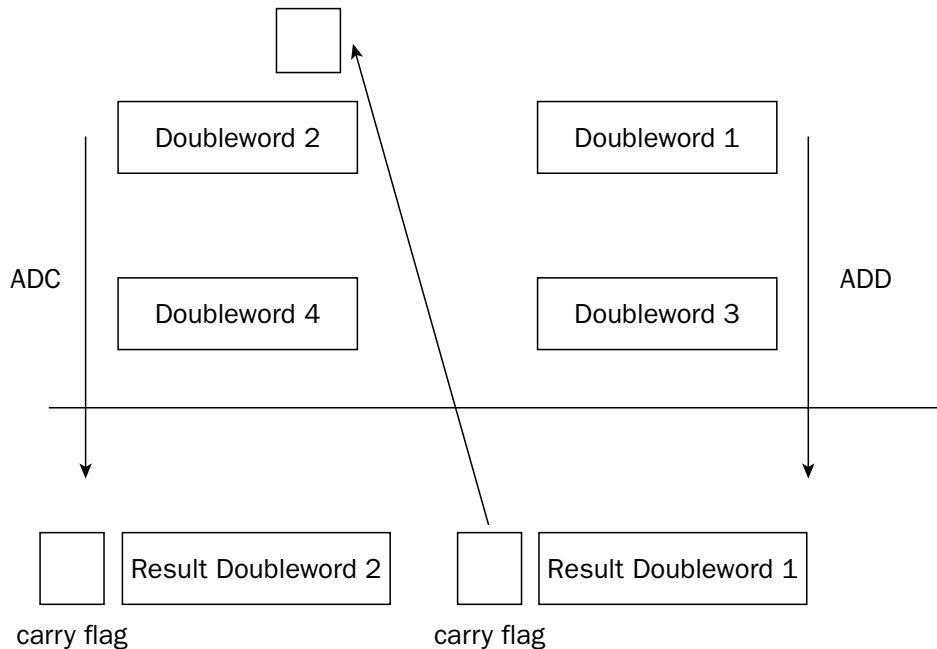 Doubleword 2
Doubleword 1
ADC
ADD
Doubleword 4
Doubleword 3
Result Doubleword 2
Result Doubleword 1
carry flag
carry flag